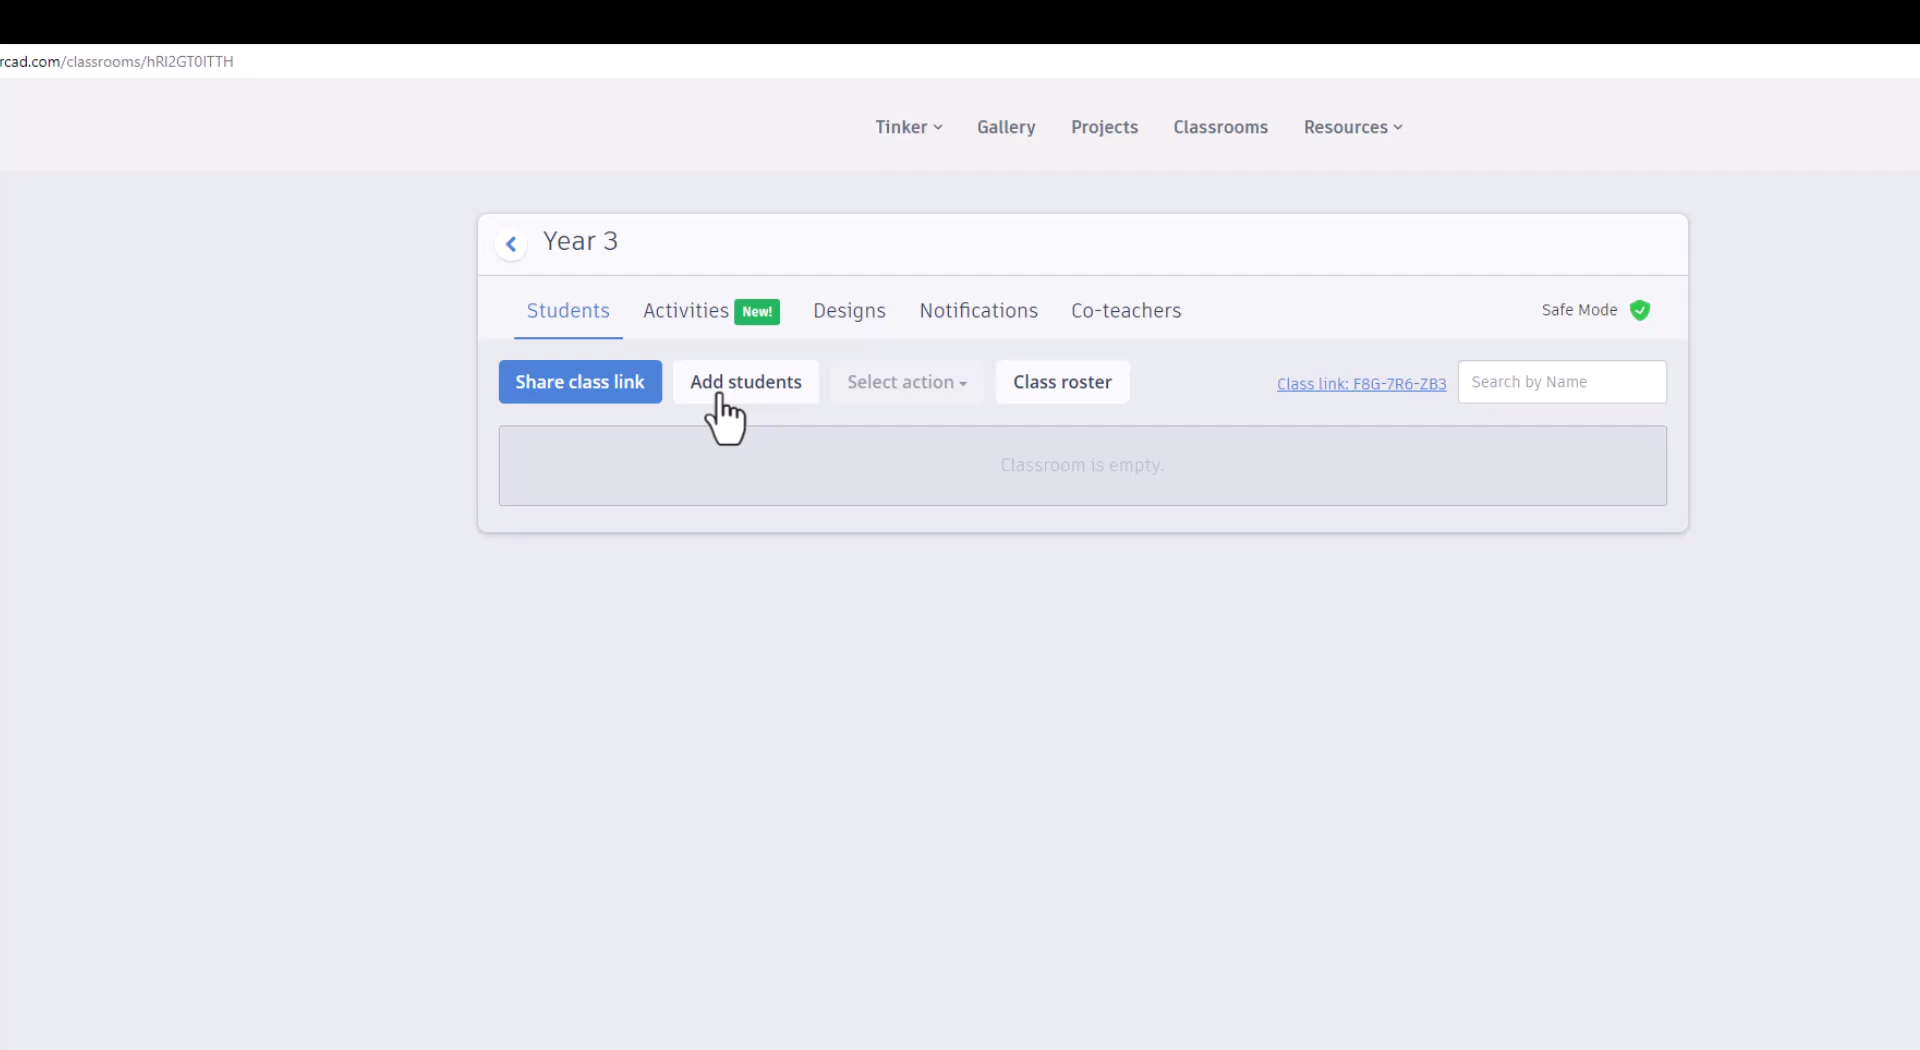 rcad.com/classrooms/hRI2GT0ITTH
Tinker Gallery Projects Classrooms Resources
Year 3
Students Activities New! Designs Notifications Co-teachers Safe Mode
Share class link Add students Select action Class roster Class link: F8G-7R6-ZB3 Search by Name
Classroom is empty.